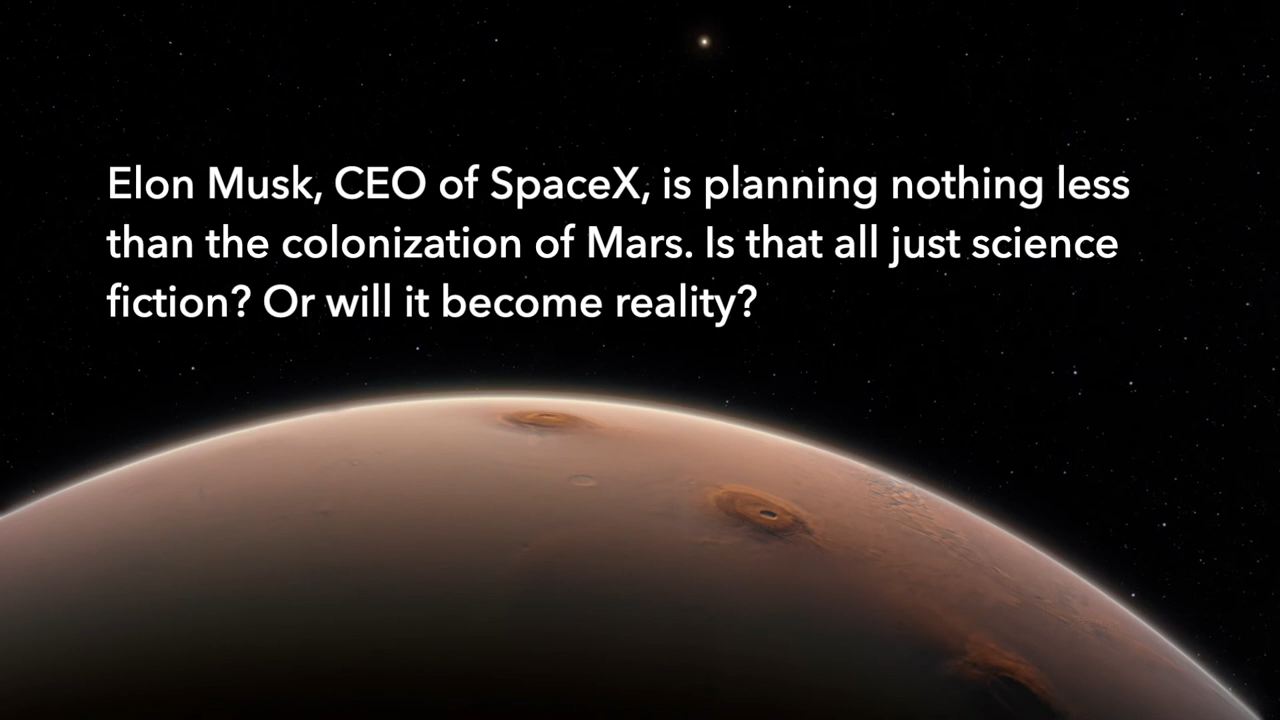 Elon Musk, CEO of SpaceX, is planning nothing less
than the colonization of Mars. Is that all just science
fiction? Or will it become reality?